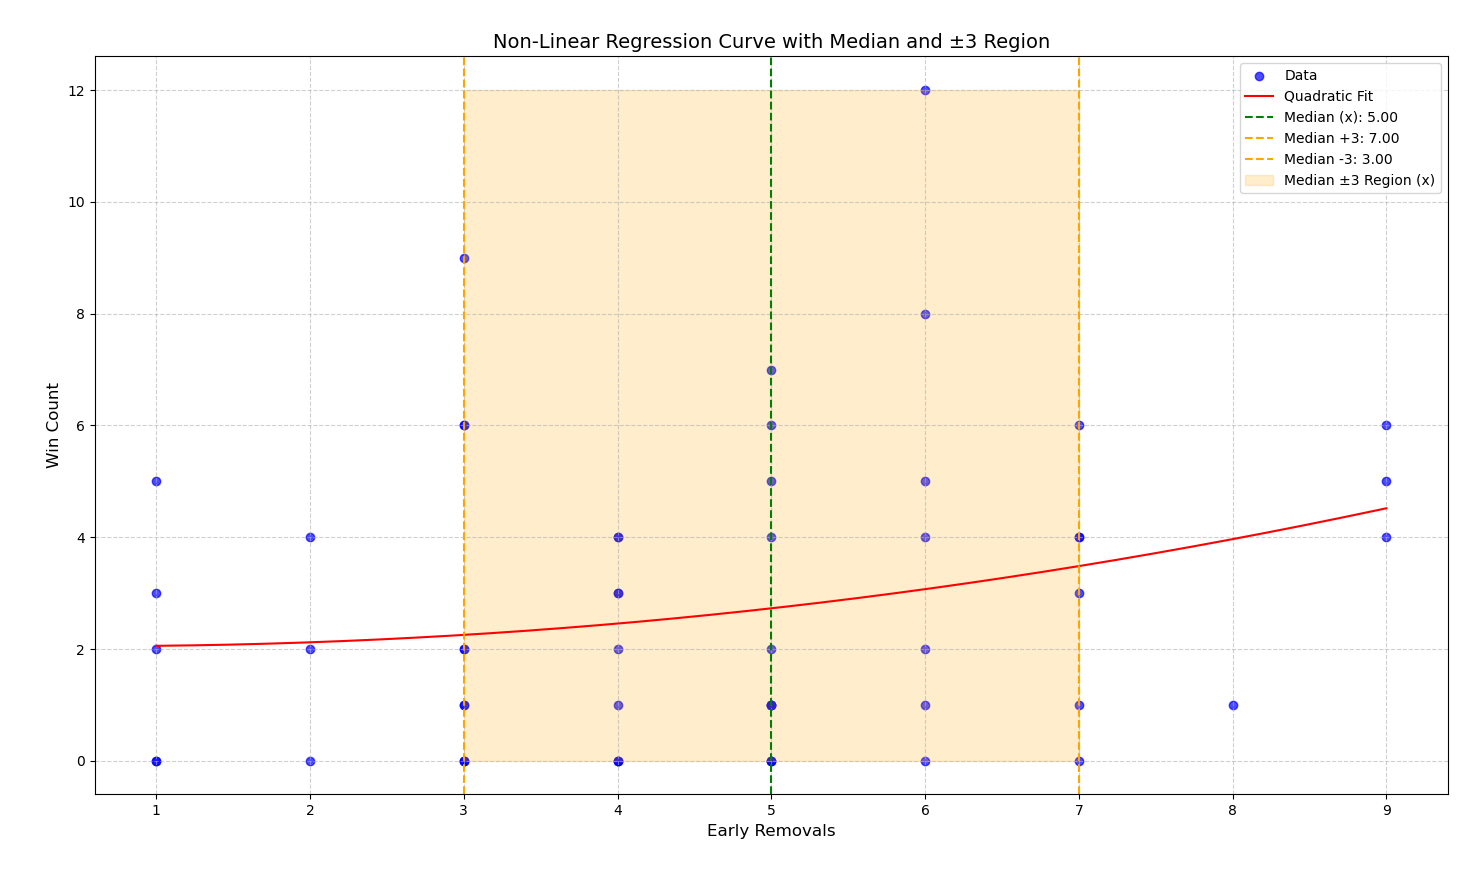 Non-Linear Regression Curve with Median and ±3 Region
Data
Quadratic Fit
Median (x): 5.00
Median +3: 7.00
Median -3: 3.00
Median ±3 Region (x)
12
10
8
6
4
2
0
Win Count
1 2 3 4 5 6 7 8 9
Early Removals